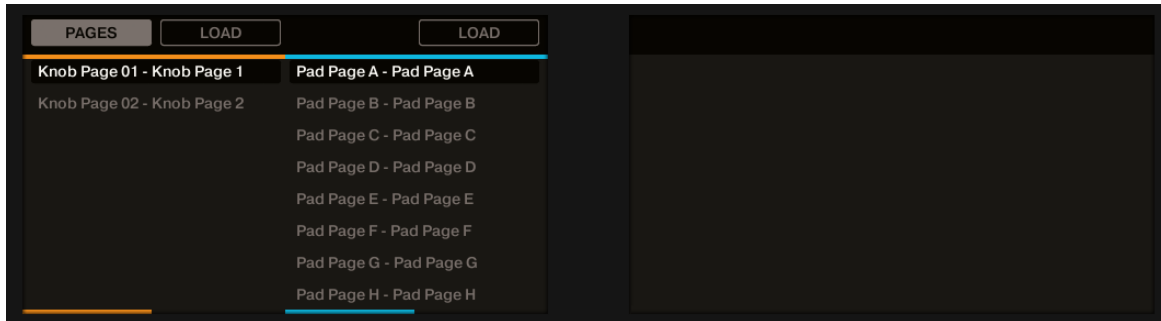 PAGES LOAD LOAD
Knob Page 01 - Knob Page 1 Pad Page A - Pad Page A
Knob Page 02 - Knob Page 2 Pad Page B - Pad Page B
Pad Page C - Pad Page C
Pad Page D - Pad Page D
Pad Page E - Pad Page E
Pad Page F - Pad Page F
Pad Page G - Pad Page G
Pad Page H - Pad Page H